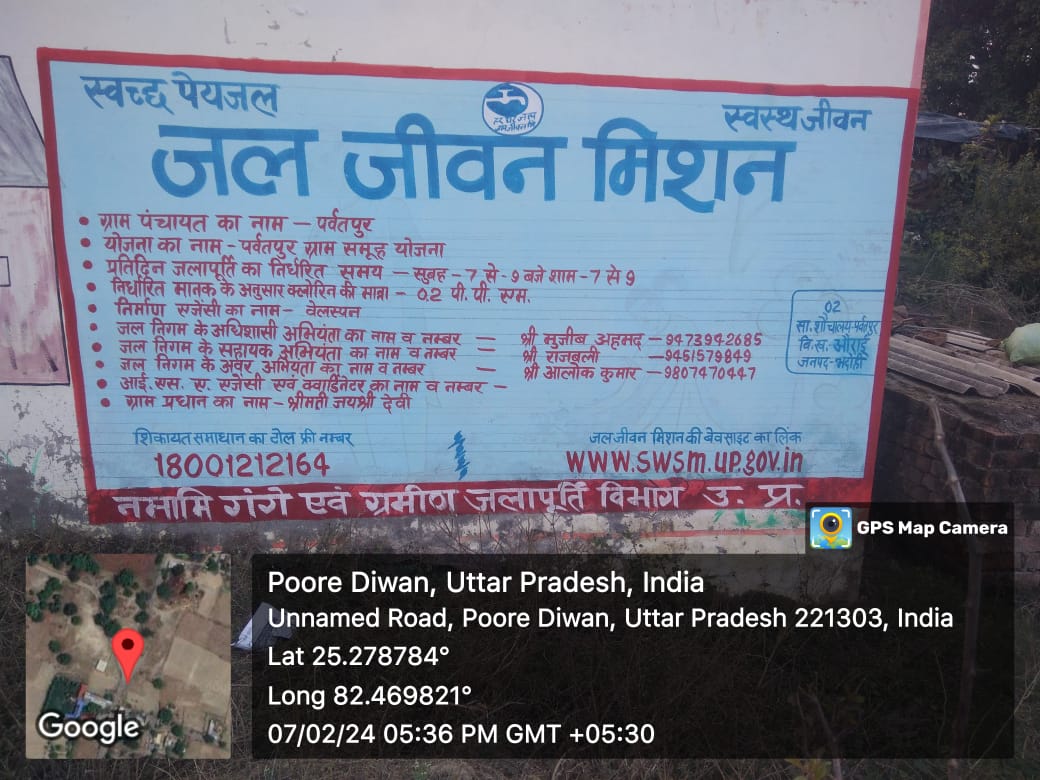 स्वच्छ पेयजल
हर घर जल
स्वस्थ जीवन
जल जीवन मिशन
• ग्राम पंचायत का नाम – पर्वतपुर
• योजना का नाम - पर्वतपुर ग्राम समूह योजना
• प्रतिदिन जलापूर्ति का निर्धारित समय – सुबह - 7 से - 9 बजे शाम - 7 से 9
• निर्धारित मानक के अनुसार क्लोरिन की मात्रा - 0.2 पी. पी. एम.
• निर्माण एजेंसी का नाम - वेलस्पन
• जल निगम के अधिशासी अभियंता का नाम व नम्बर – श्री मुजीब अहमद – 9473942685
• जल निगम के सहायक अभियंता का नाम व नम्बर – श्री राजबली – 9451579849
• जल निगम के अवर अभियंता का नाम व नम्बर – श्री आलोक कुमार – 9807470447
• आई. एस. ए. एजेंसी एवं क्वार्डिनेटर का नाम व नम्बर -
• ग्राम प्रधान का नाम - श्रीमती जयश्री देवी
02
सा. शौचालय-पर्वतपुर
वि.ख. औराई
जनपद-भदोही
शिकायत समाधान का टोल फ्री नम्बर
18001212164
जल जीवन मिशन की बेवसाइट का लिंक
www.swsm.up.gov.in
नमामि गंगे एवं ग्रामीण जलापूर्ति विभाग उ. प्र.
GPS Map Camera
Poore Diwan, Uttar Pradesh, India
Unnamed Road, Poore Diwan, Uttar Pradesh 221303, India
Lat 25.278784°
Long 82.469821°
07/02/24 05:36 PM GMT +05:30
Google